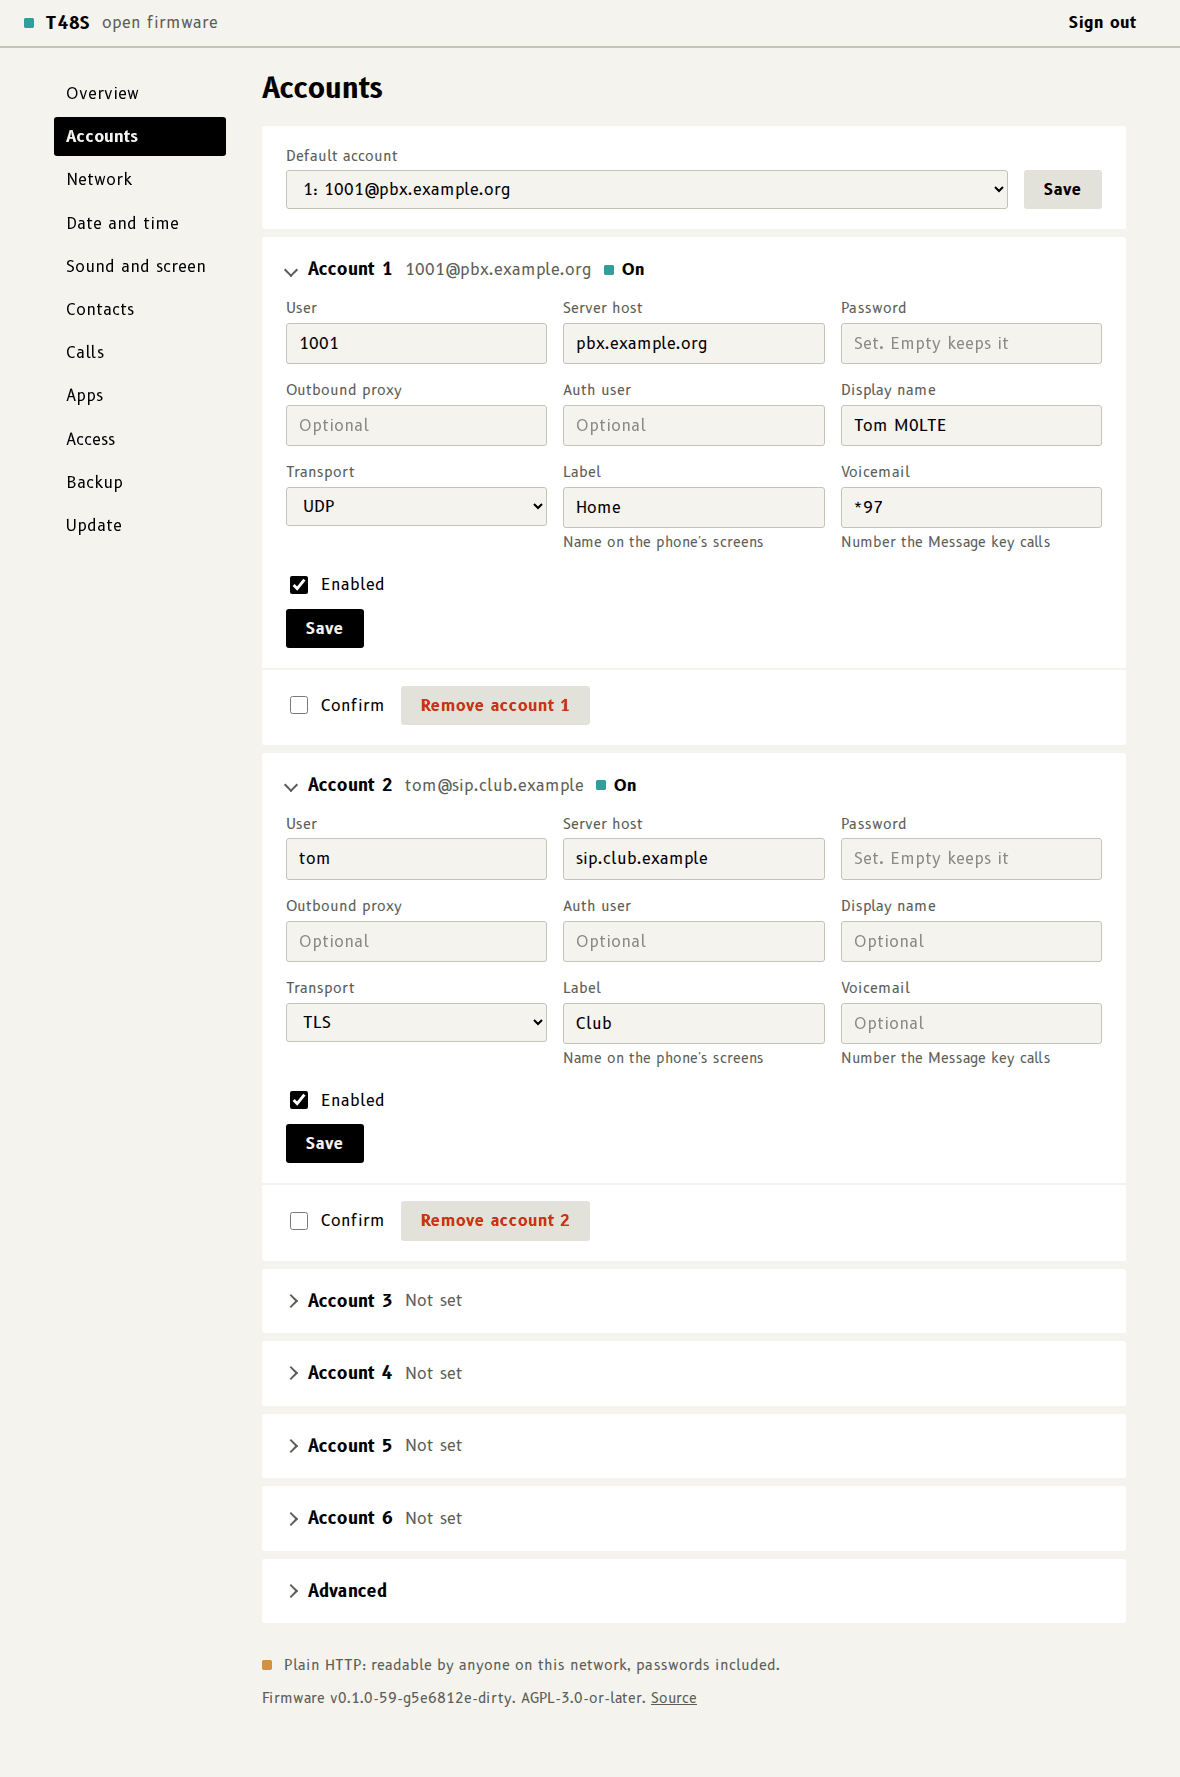 T48S open firmware
Sign out
Overview
Accounts
Network
Date and time
Sound and screen
Contacts
Calls
Apps
Access
Backup
Update
Accounts
Default account
1: 1001@pbx.example.org
Save
Account 1 1001@pbx.example.org On
User Server host Password
1001 pbx.example.org Set. Empty keeps it
Outbound proxy Auth user Display name
Optional Optional Tom M0LTE
Transport Label Voicemail
UDP Home *97
Name on the phone's screens Number the Message key calls
Enabled
Save
Confirm Remove account 1
Account 2 tom@sip.club.example On
User Server host Password
tom sip.club.example Set. Empty keeps it
Outbound proxy Auth user Display name
Optional Optional Optional
Transport Label Voicemail
TLS Club Optional
Name on the phone's screens Number the Message key calls
Enabled
Save
Confirm Remove account 2
Account 3 Not set
Account 4 Not set
Account 5 Not set
Account 6 Not set
Advanced
Plain HTTP: readable by anyone on this network, passwords included.
Firmware v0.1.0-59-g5e6812e-dirty. AGPL-3.0-or-later. Source